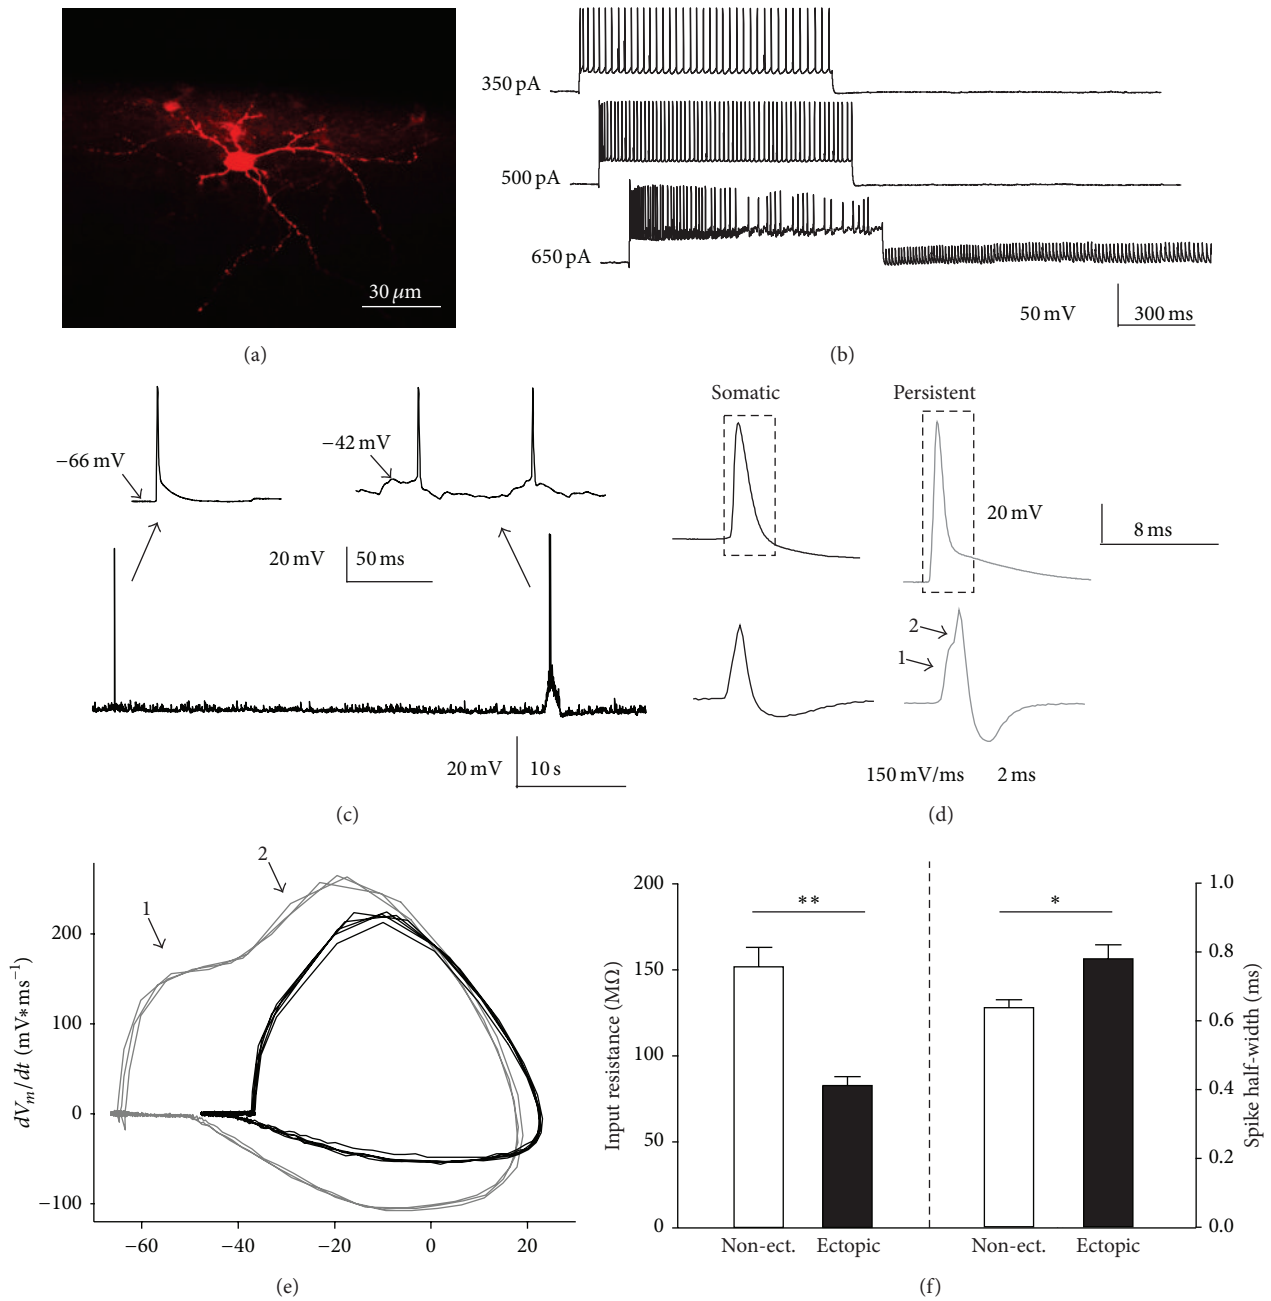 30 μm
(a)
350 pA
500 pA
650 pA
50 mV
300 ms
(b)
−66 mV
−42 mV
20 mV
50 ms
20 mV
10 s
(c)
Somatic
Persistent
20 mV
8 ms
2
1
150 mV/ms
2 ms
(d)
dVm/dt (mV*ms−1)
200
100
0
−100
−60
−40
−20
0
20
1
2
(e)
Input resistance (MΩ)
200
150
100
50
0
**
*
Non-ect.
Ectopic
Non-ect.
Ectopic
1.0
0.8
0.6
0.4
0.2
0.0
Spike half-width (ms)
(f)